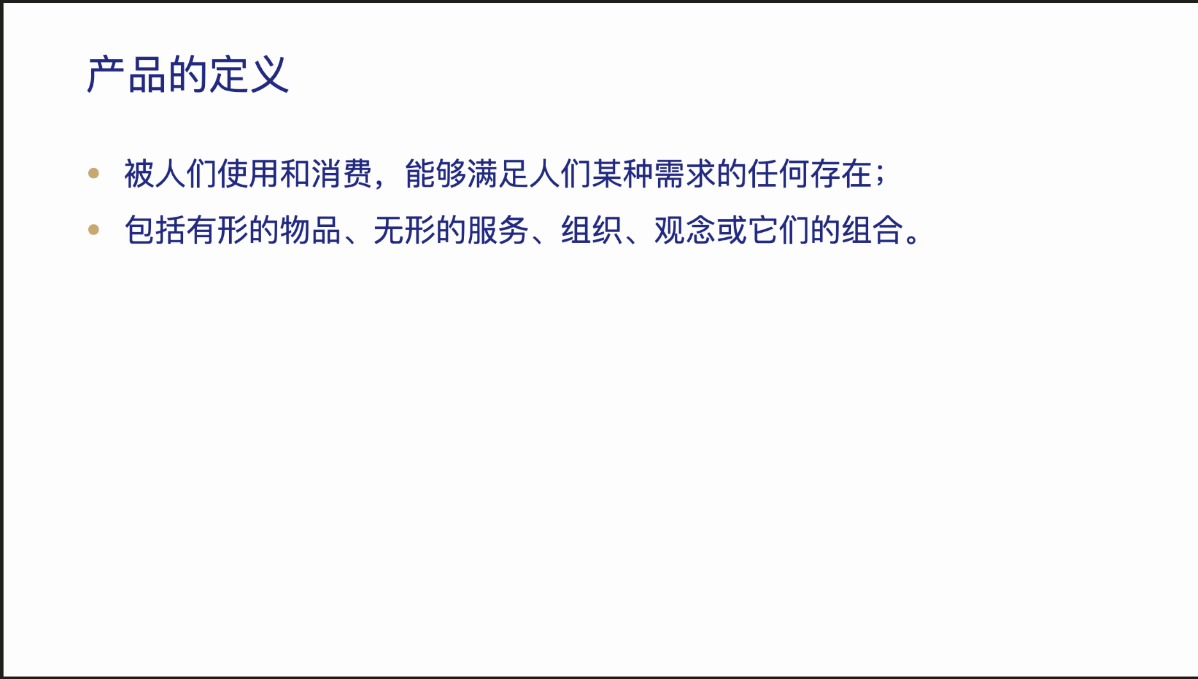 产品的定义
• 被人们使用和消费，能够满足人们某种需求的任何存在；
• 包括有形的物品、无形的服务、组织、观念或它们的组合。